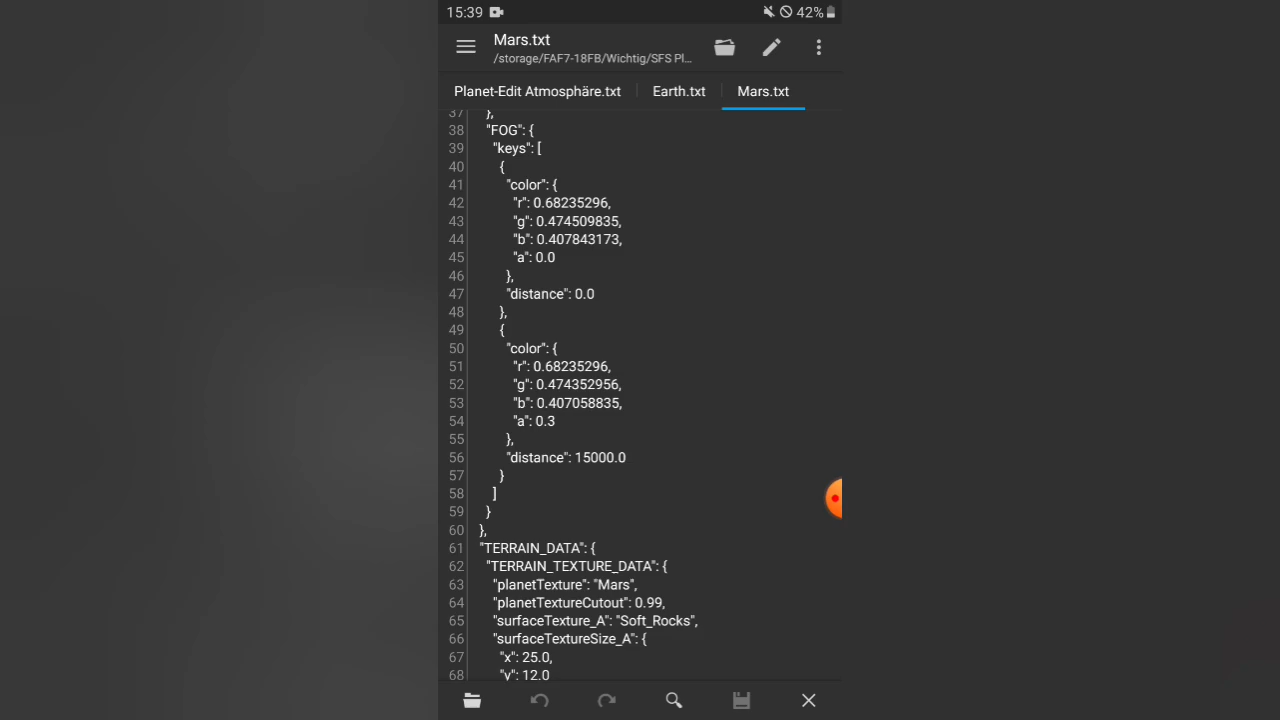 15:39 42%
Mars.txt
/storage/FAF7-18FB/Wichtig/SFS Pl...
Planet-Edit Atmosphäre.txt Earth.txt Mars.txt
37 },
38 "FOG": {
39 "keys": [
40 {
41 "color": {
42 "r": 0.68235296,
43 "g": 0.474509835,
44 "b": 0.407843173,
45 "a": 0.0
46 },
47 "distance": 0.0
48 },
49 {
50 "color": {
51 "r": 0.68235296,
52 "g": 0.474352956,
53 "b": 0.407058835,
54 "a": 0.3
55 },
56 "distance": 15000.0
57 }
58 ]
59 }
60 },
61 "TERRAIN_DATA": {
62 "TERRAIN_TEXTURE_DATA": {
63 "planetTexture": "Mars",
64 "planetTextureCutout": 0.99,
65 "surfaceTexture_A": "Soft_Rocks",
66 "surfaceTextureSize_A": {
67 "x": 25.0,
68 "y": 12.0